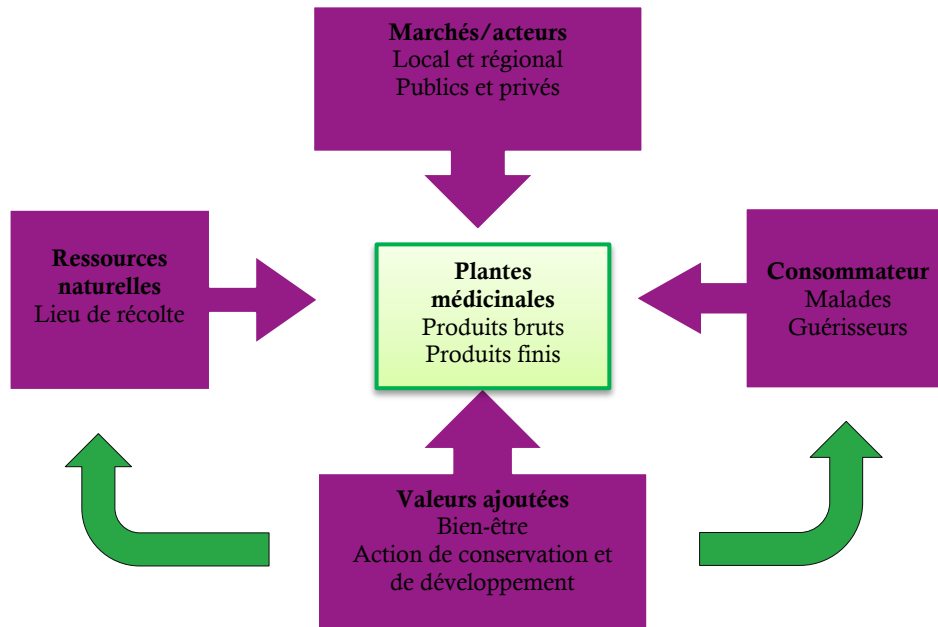 Marchés/acteurs
Local et régional
Publics et privés
Ressources
naturelles
Lieu de récolte
Plantes
médicinales
Produits bruts
Produits finis
Consommateur
Malades
Guérisseurs
Valeurs ajoutées
Bien-être
Action de conservation et
de développement